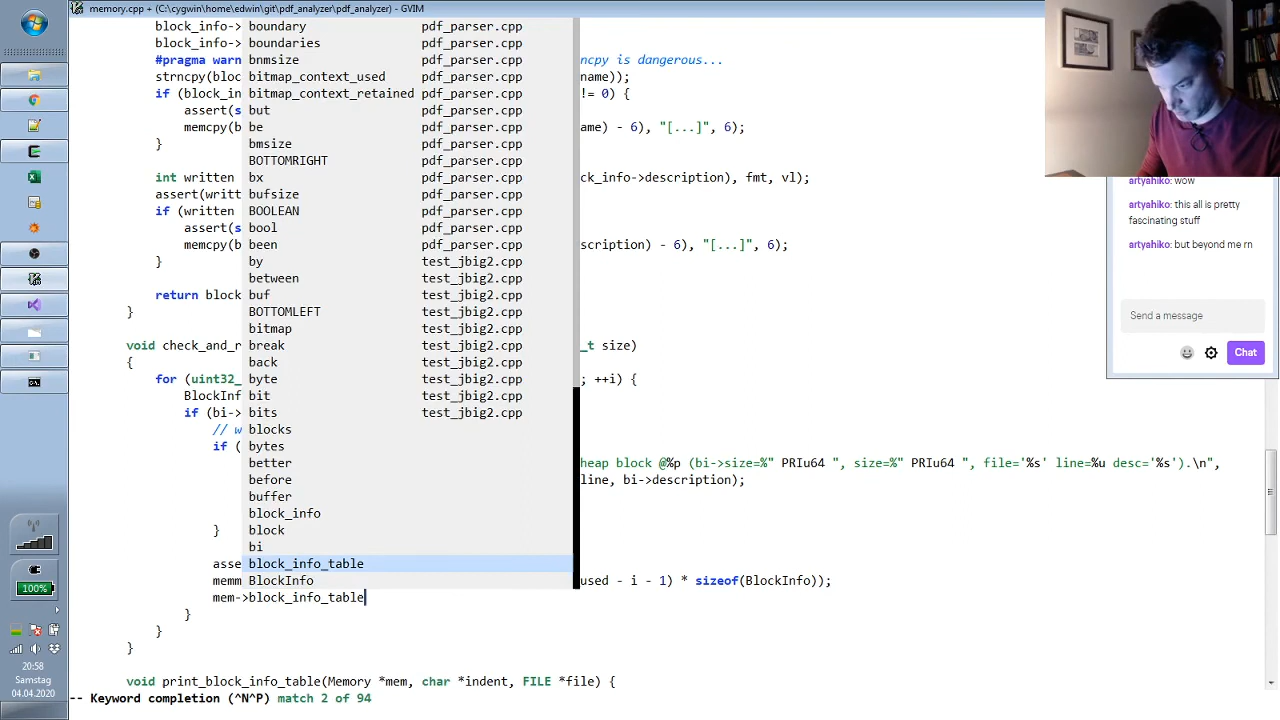 memory.cpp + (C:\cygwin\home\edwin\git\pdf_analyzer\pdf_analyzer) - GVIM
block_info-> boundary pdf_parser.cpp
block_info-> boundaries pdf_parser.cpp
#pragma warn bnmsize pdf_parser.cpp ncpy is dangerous...
strncpy(bloc bitmap_context_used pdf_parser.cpp name));
if (block_in bitmap_context_retained pdf_parser.cpp != 0) {
assert(s but pdf_parser.cpp
memcpy(b be pdf_parser.cpp me) - 6), "[...]", 6);
} bmsize pdf_parser.cpp
BOTTOMRIGHT pdf_parser.cpp
int written bx pdf_parser.cpp ck_info->description), fmt, vl);
assert(writt bufsize pdf_parser.cpp
if (written BOOLEAN pdf_parser.cpp
assert(s bool pdf_parser.cpp
memcpy(b been pdf_parser.cpp scription) - 6), "[...]", 6);
} by test_jbig2.cpp
between test_jbig2.cpp
return block buf test_jbig2.cpp
} BOTTOMLEFT test_jbig2.cpp
bitmap test_jbig2.cpp
void check_and_r break test_jbig2.cpp _t size)
{ back test_jbig2.cpp
for (uint32_ byte test_jbig2.cpp ; ++i) {
BlockInf bit test_jbig2.cpp
if (bi-> bits test_jbig2.cpp
// w blocks
if ( bytes
better heap block @%p (bi->size=%" PRIu64 ", size=%" PRIu64 ", file='%s' line=%u desc='%s').\n",
before line, bi->description);
buffer
block_info
} block
bi
asse block_info_table
memm BlockInfo used - i - 1) * sizeof(BlockInfo));
mem->block_info_table
}
}
}
void print_block_info_table(Memory *mem, char *indent, FILE *file) {
-- Keyword completion (^N^P) match 2 of 94
artyahiko: wow
artyahiko: this all is pretty
fascinating stuff
artyahiko: but beyond me rn
Send a message
Chat
100%
20:58
Samstag
04.04.2020